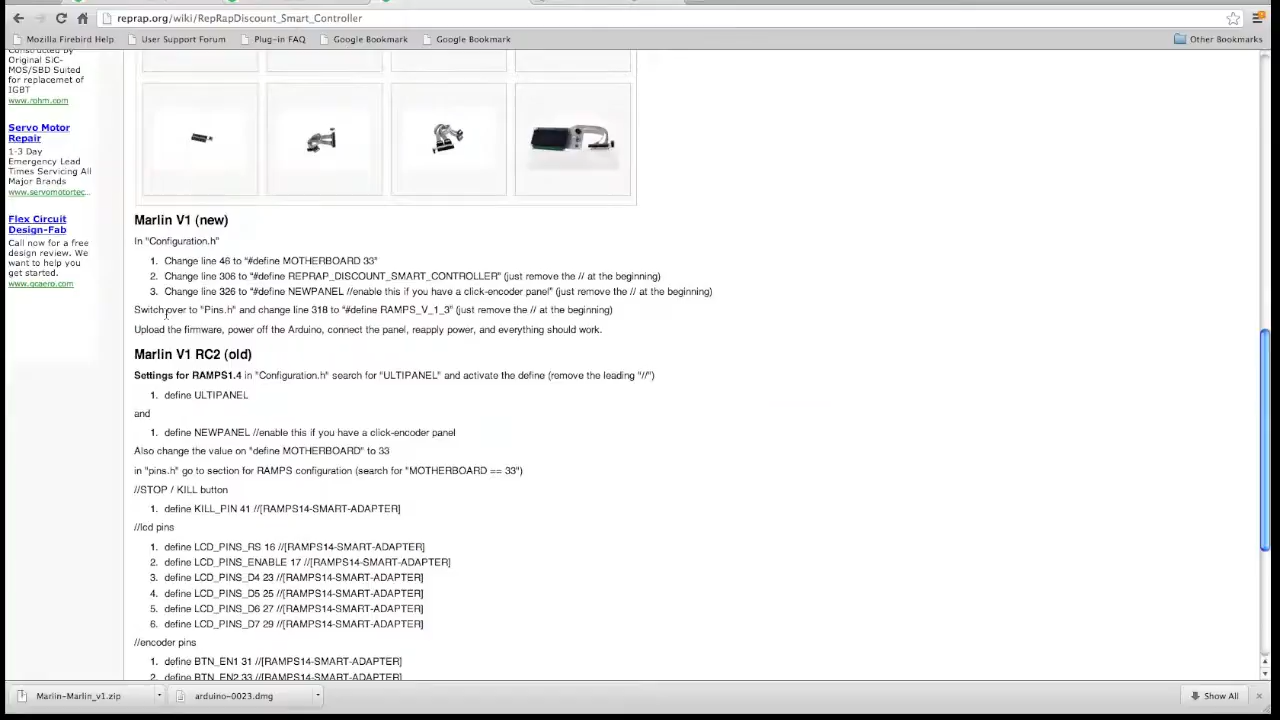 reprap.org/wiki/RepRapDiscount_Smart_Controller
Mozilla Firebird Help
User Support Forum
Plug-in FAQ
Google Bookmark
Google Bookmark
Other Bookmarks
Constructed by
Original SiC-
MOS/SBD Suited
for replacemet of
IGBT
www.rohm.com
Servo Motor
Repair
1-3 Day
Emergency Lead
Times Servicing All
Major Brands
www.servomotortec...
Flex Circuit
Design-Fab
Call now for a free
design review. We
want to help you
get started.
www.qcaero.com
Marlin V1 (new)
In "Configuration.h"
1. Change line 46 to "#define MOTHERBOARD 33"
2. Change line 306 to "#define REPRAP_DISCOUNT_SMART_CONTROLLER" (just remove the // at the beginning)
3. Change line 326 to "#define NEWPANEL //enable this if you have a click-encoder panel" (just remove the // at the beginning)
Switch over to "Pins.h" and change line 318 to "#define RAMPS_V_1_3" (just remove the // at the beginning)
Upload the firmware, power off the Arduino, connect the panel, reapply power, and everything should work.
Marlin V1 RC2 (old)
Settings for RAMPS1.4 in "Configuration.h" search for "ULTIPANEL" and activate the define (remove the leading "//")
1. define ULTIPANEL
and
1. define NEWPANEL //enable this if you have a click-encoder panel
Also change the value on "define MOTHERBOARD" to 33
in "pins.h" go to section for RAMPS configuration (search for "MOTHERBOARD == 33")
//STOP / KILL button
1. define KILL_PIN 41 //[RAMPS14-SMART-ADAPTER]
//lcd pins
1. define LCD_PINS_RS 16 //[RAMPS14-SMART-ADAPTER]
2. define LCD_PINS_ENABLE 17 //[RAMPS14-SMART-ADAPTER]
3. define LCD_PINS_D4 23 //[RAMPS14-SMART-ADAPTER]
4. define LCD_PINS_D5 25 //[RAMPS14-SMART-ADAPTER]
5. define LCD_PINS_D6 27 //[RAMPS14-SMART-ADAPTER]
6. define LCD_PINS_D7 29 //[RAMPS14-SMART-ADAPTER]
//encoder pins
1. define BTN_EN1 31 //[RAMPS14-SMART-ADAPTER]
2. define BTN_EN2 33 //[RAMPS14-SMART-ADAPTER]
Marlin-Marlin_v1.zip
arduino-0023.dmg
Show All